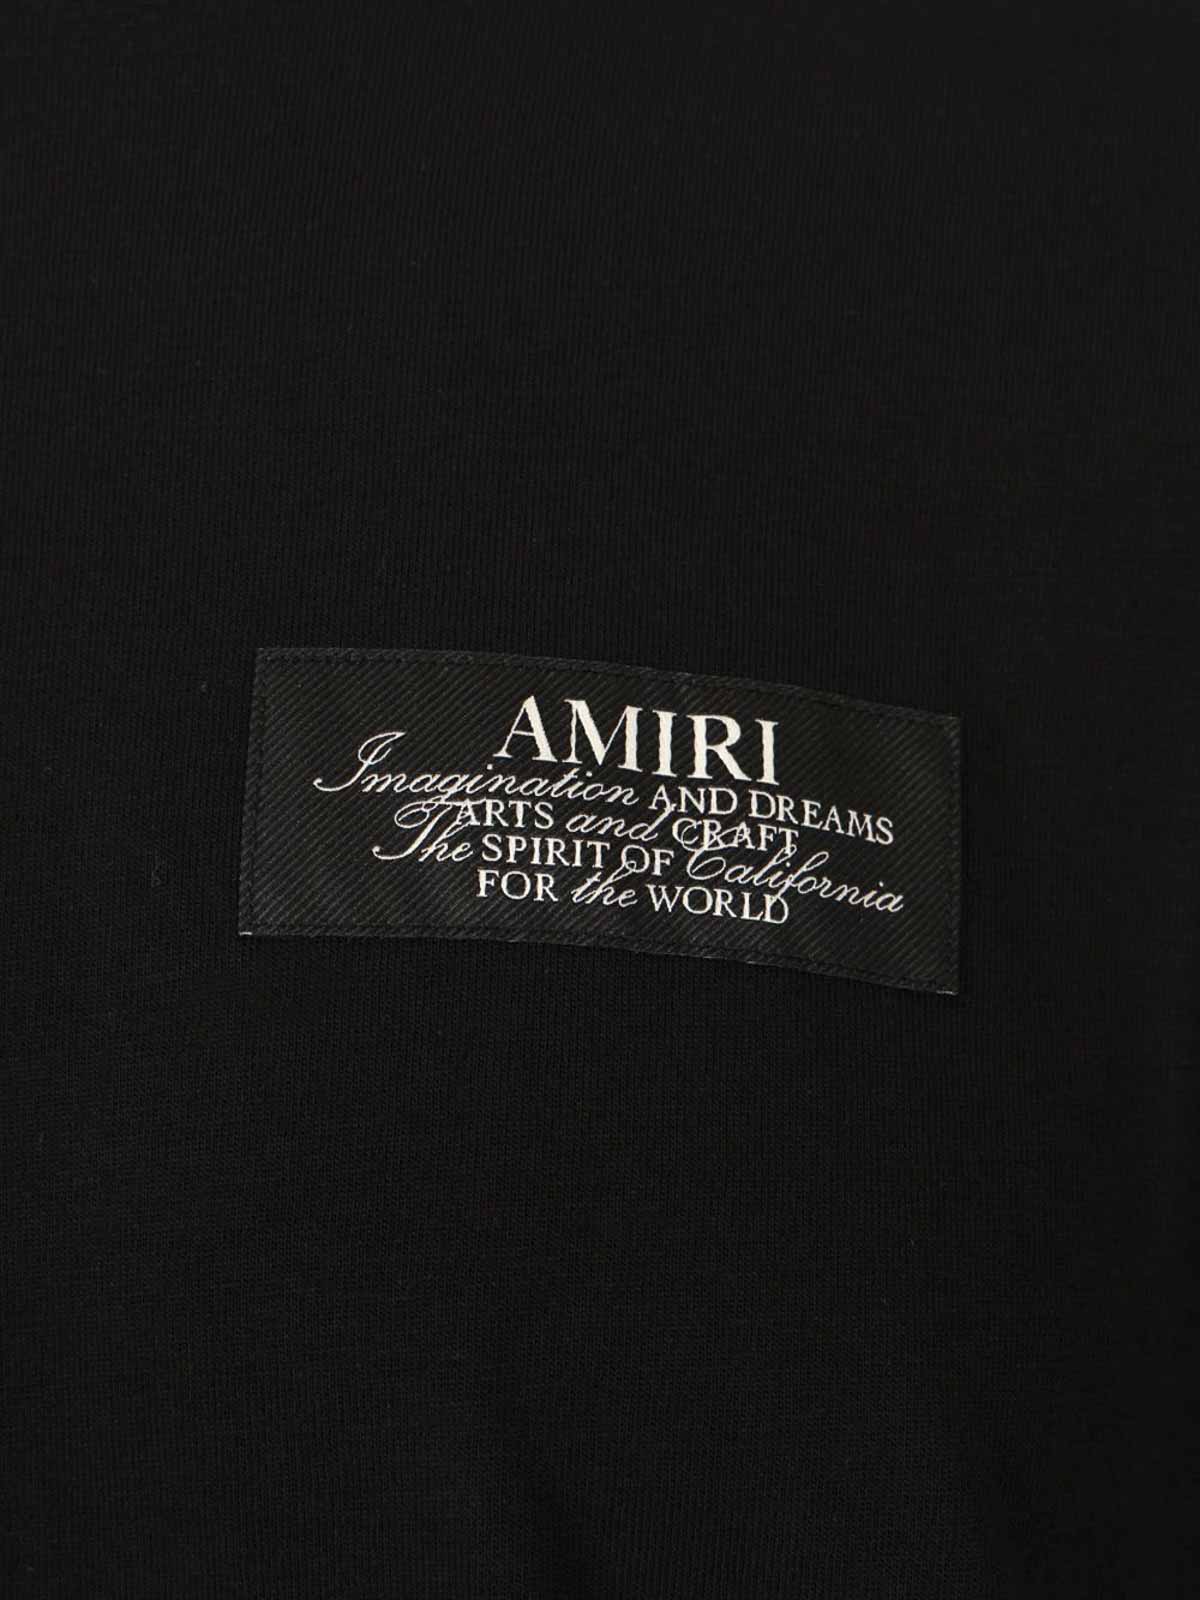 AMIRI
Imagination AND DREAMS
ARTS and CRAFT
The SPIRIT OF California
FOR the WORLD